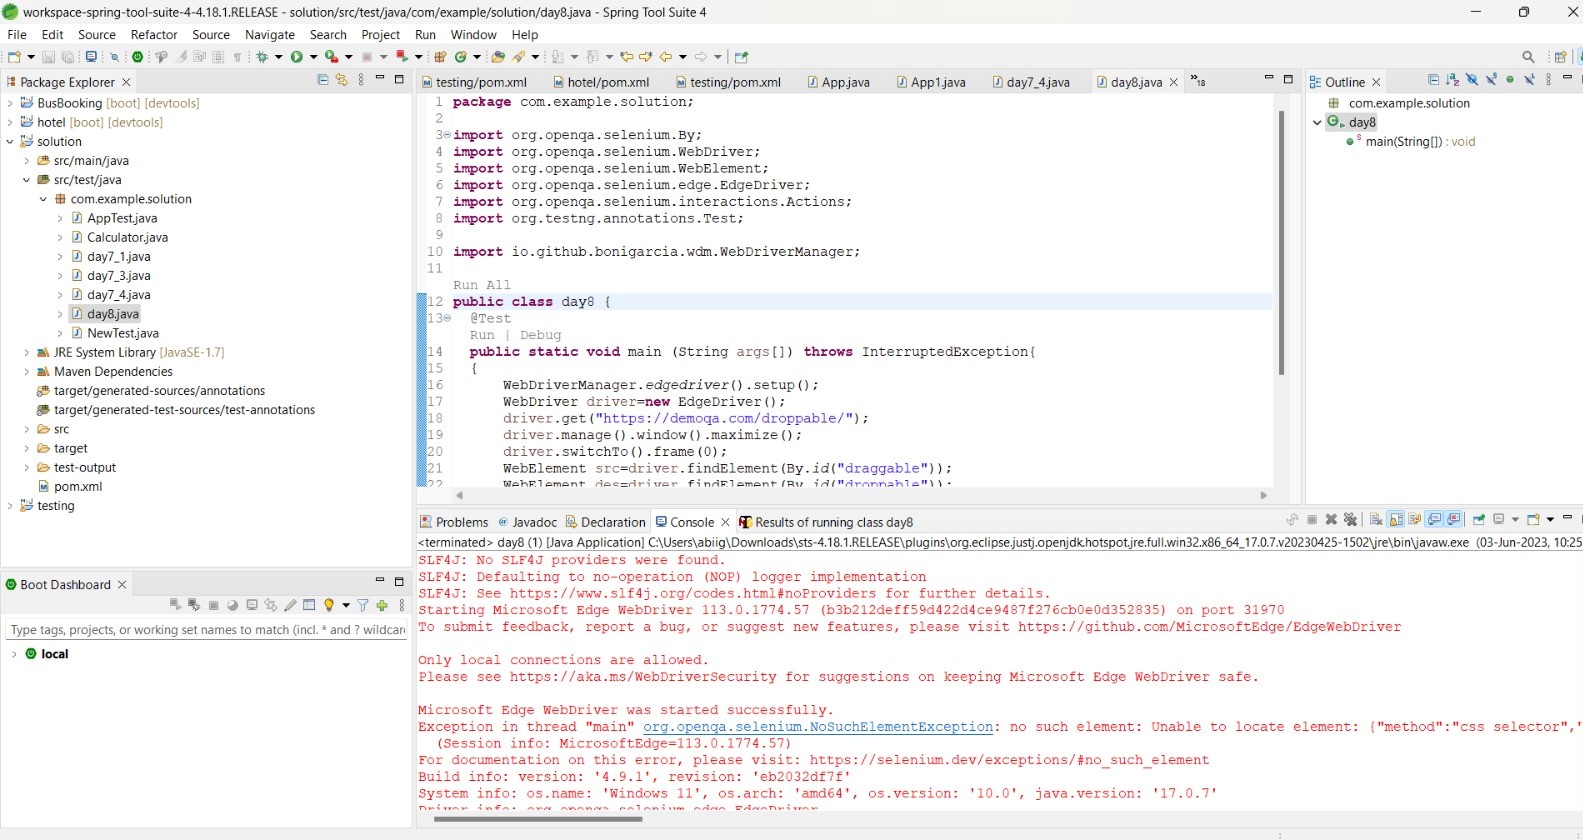 workspace-spring-tool-suite-4-4.18.1.RELEASE - solution/src/test/java/com/example/solution/day8.java - Spring Tool Suite 4
File Edit Source Refactor Source Navigate Search Project Run Window Help
Package Explorer
BusBooking [boot] [devtools]
hotel [boot] [devtools]
solution
src/main/java
src/test/java
com.example.solution
AppTest.java
Calculator.java
day7_1.java
day7_3.java
day7_4.java
day8.java
NewTest.java
JRE System Library [JavaSE-1.7]
Maven Dependencies
target/generated-sources/annotations
target/generated-test-sources/test-annotations
src
target
test-output
pom.xml
testing
Boot Dashboard
Type tags, projects, or working set names to match (incl. * and ? wildcar
local
testing/pom.xml hotel/pom.xml testing/pom.xml App.java App1.java day7_4.java day8.java »18
1 package com.example.solution;
2
3 import org.openqa.selenium.By;
4 import org.openqa.selenium.WebDriver;
5 import org.openqa.selenium.WebElement;
6 import org.openqa.selenium.edge.EdgeDriver;
7 import org.openqa.selenium.interactions.Actions;
8 import org.testng.annotations.Test;
9
10 import io.github.bonigarcia.wdm.WebDriverManager;
11
Run All
12 public class day8 {
13 @Test
Run | Debug
14 public static void main (String args[]) throws InterruptedException{
15 {
16 WebDriverManager.edgedriver().setup();
17 WebDriver driver=new EdgeDriver();
18 driver.get("https://demoqa.com/droppable/");
19 driver.manage().window().maximize();
20 driver.switchTo().frame(0);
21 WebElement src=driver.findElement(By.id("draggable"));
22 WebElement des=driver.findElement(By.id("droppable"));
Outline
com.example.solution
day8
main(String[]) : void
Problems Javadoc Declaration Console Results of running class day8
<terminated> day8 (1) [Java Application] C:\Users\abiig\Downloads\sts-4.18.1.RELEASE\plugins\org.eclipse.justj.openjdk.hotspot.jre.full.win32.x86_64_17.0.7.v20230425-1502\jre\bin\javaw.exe (03-Jun-2023, 10:25
SLF4J: No SLF4J providers were found.
SLF4J: Defaulting to no-operation (NOP) logger implementation
SLF4J: See https://www.slf4j.org/codes.html#noProviders for further details.
Starting Microsoft Edge WebDriver 113.0.1774.57 (b3b212deff59d422d4ce9487f276cb0e0d352835) on port 31970
To submit feedback, report a bug, or suggest new features, please visit https://github.com/MicrosoftEdge/EdgeWebDriver
Only local connections are allowed.
Please see https://aka.ms/WebDriverSecurity for suggestions on keeping Microsoft Edge WebDriver safe.
Microsoft Edge WebDriver was started successfully.
Exception in thread "main" org.openqa.selenium.NoSuchElementException: no such element: Unable to locate element: {"method":"css selector","
(Session info: MicrosoftEdge=113.0.1774.57)
For documentation on this error, please visit: https://selenium.dev/exceptions/#no_such_element
Build info: version: '4.9.1', revision: 'eb2032df7f'
System info: os.name: 'Windows 11', os.arch: 'amd64', os.version: '10.0', java.version: '17.0.7'
Driver info: org.openqa.selenium.edge.EdgeDriver